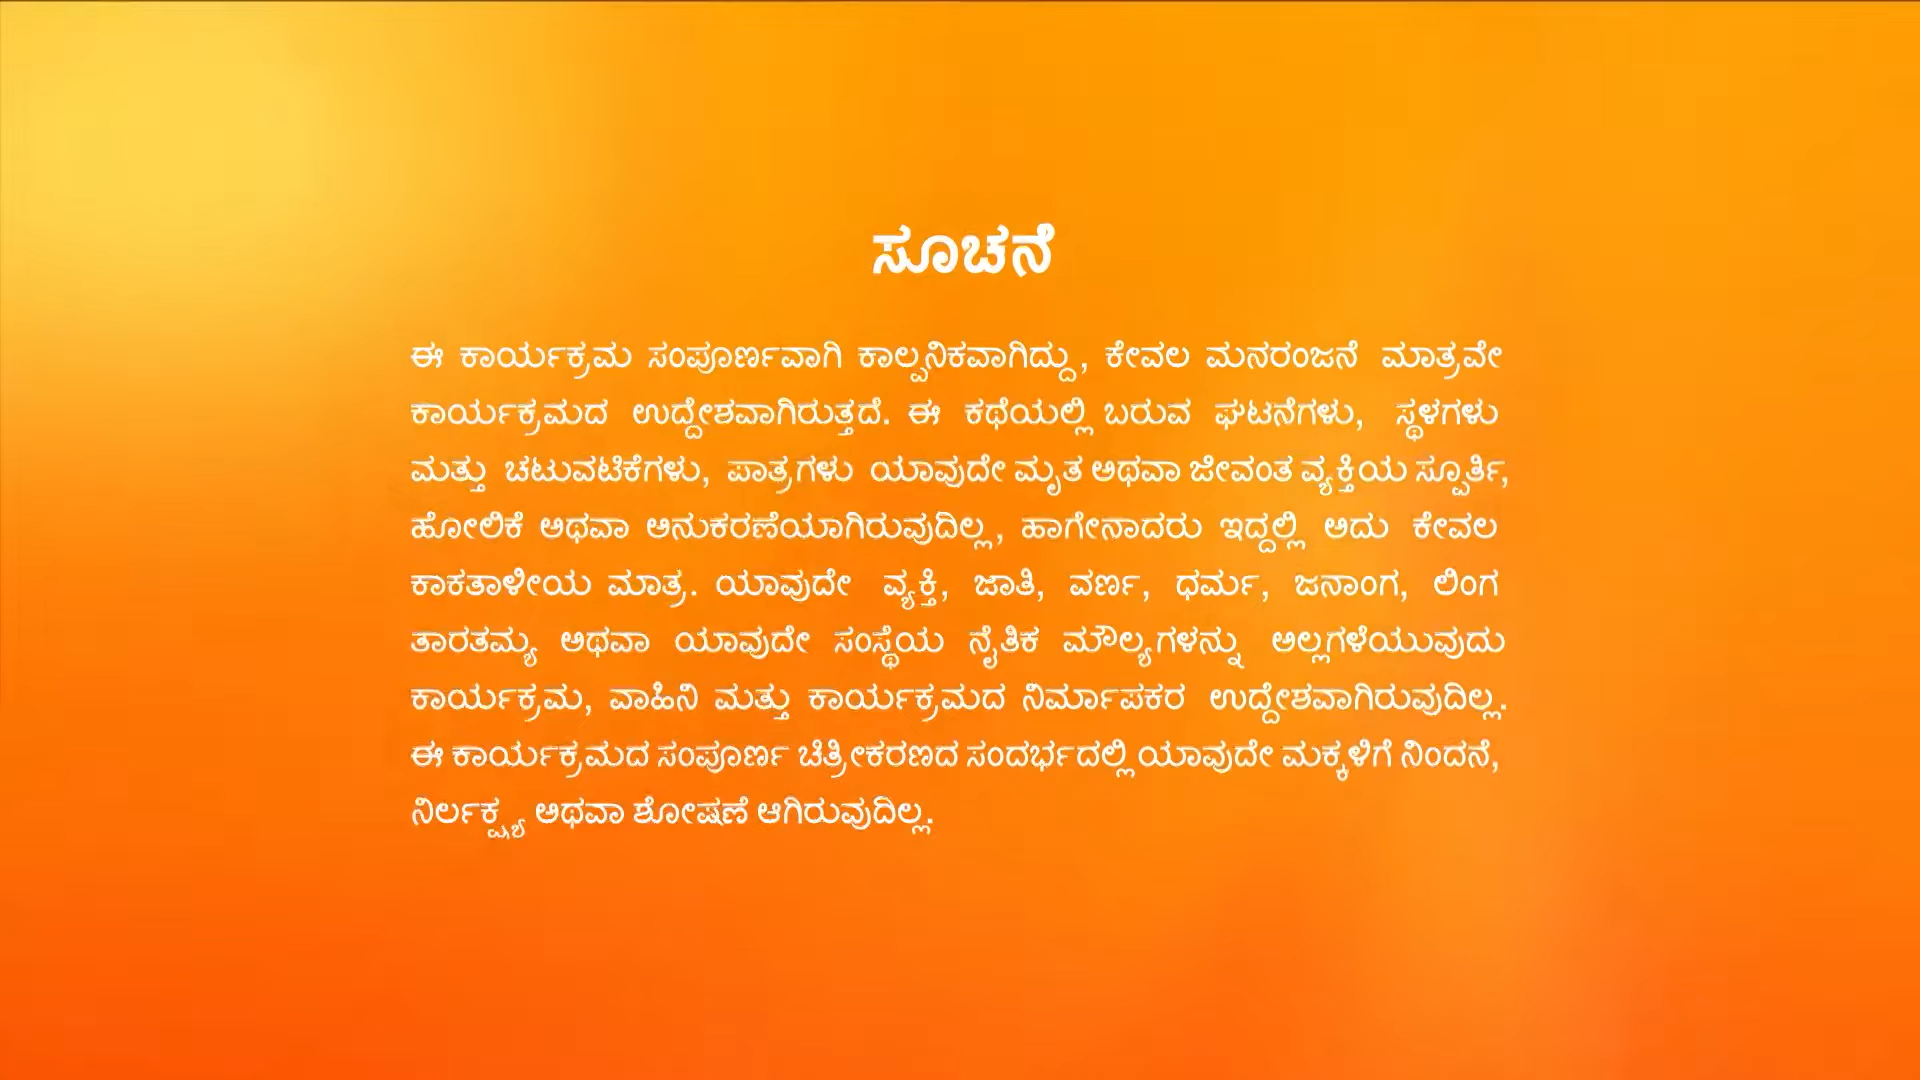 ಸೂಚನೆ
ಈ ಕಾರ್ಯಕ್ರಮ ಸಂಪೂರ್ಣವಾಗಿ ಕಾಲ್ಪನಿಕವಾಗಿದ್ದು, ಕೇವಲ ಮನರಂಜನೆ ಮಾತ್ರವೇ
ಕಾರ್ಯಕ್ರಮದ ಉದ್ದೇಶವಾಗಿರುತ್ತದೆ. ಈ ಕಥೆಯಲ್ಲಿ ಬರುವ ಘಟನೆಗಳು, ಸ್ಥಳಗಳು
ಮತ್ತು ಚಟುವಟಿಕೆಗಳು, ಪಾತ್ರಗಳು ಯಾವುದೇ ಮೃತ ಅಥವಾ ಜೀವಂತ ವ್ಯಕ್ತಿಯ ಸ್ಪೂರ್ತಿ,
ಹೋಲಿಕೆ ಅಥವಾ ಅನುಕರಣೆಯಾಗಿರುವುದಿಲ್ಲ, ಹಾಗೇನಾದರು ಇದ್ದಲ್ಲಿ ಅದು ಕೇವಲ
ಕಾಕತಾಳೀಯ ಮಾತ್ರ. ಯಾವುದೇ ವ್ಯಕ್ತಿ, ಜಾತಿ, ವರ್ಣ, ಧರ್ಮ, ಜನಾಂಗ, ಲಿಂಗ
ತಾರತಮ್ಯ ಅಥವಾ ಯಾವುದೇ ಸಂಸ್ಥೆಯ ನೈತಿಕ ಮೌಲ್ಯಗಳನ್ನು ಅಲ್ಲಗಳೆಯುವುದು
ಕಾರ್ಯಕ್ರಮ, ವಾಹಿನಿ ಮತ್ತು ಕಾರ್ಯಕ್ರಮದ ನಿರ್ಮಾಪಕರ ಉದ್ದೇಶವಾಗಿರುವುದಿಲ್ಲ.
ಈ ಕಾರ್ಯಕ್ರಮದ ಸಂಪೂರ್ಣ ಚಿತ್ರೀಕರಣದ ಸಂದರ್ಭದಲ್ಲಿ ಯಾವುದೇ ಮಕ್ಕಳಿಗೆ ನಿಂದನೆ,
ನಿರ್ಲಕ್ಷ್ಯ ಅಥವಾ ಶೋಷಣೆ ಆಗಿರುವುದಿಲ್ಲ.